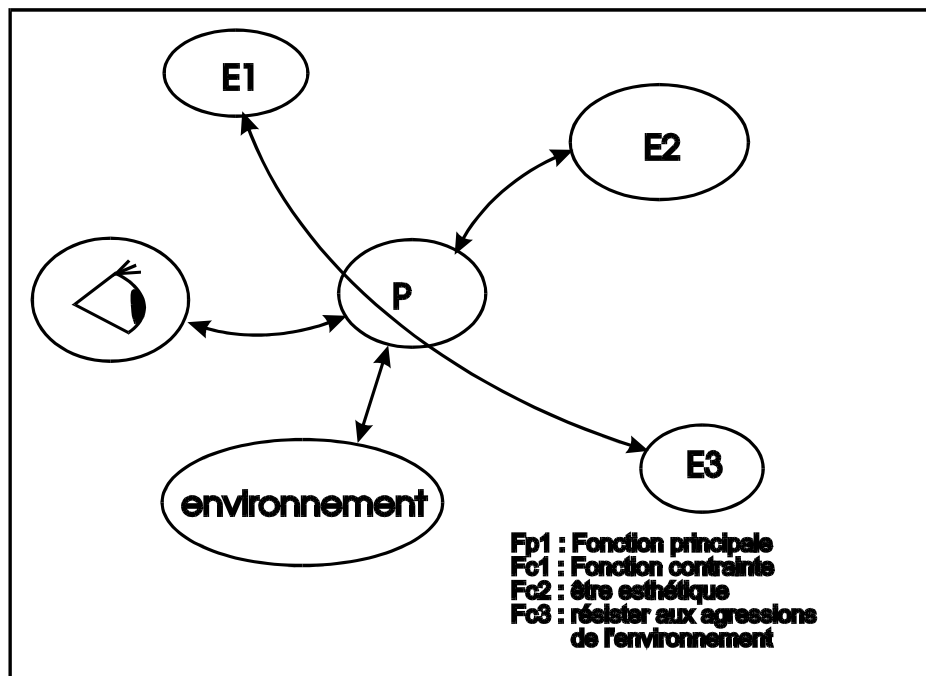 E1
E2
P
environnement
E3
Fp1 : Fonction principale
Fc1 : Fonction contrainte
Fc2 : être esthétique
Fc3 : résister aux agressions
de l'environnement